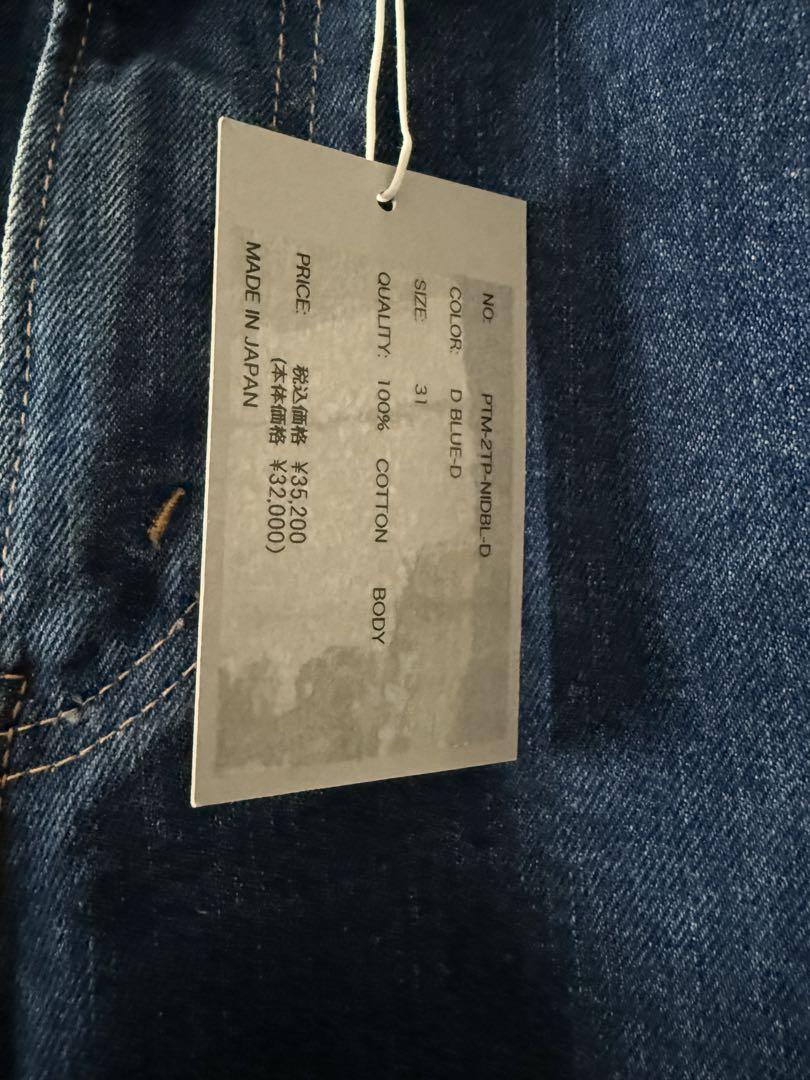 NO: PTM-2TP-NIDBL-D
COLOR: D BLUE-D
SIZE: 31
QUALITY: 100% COTTON BODY
PRICE: 税込価格 ¥35,200
(本体価格 ¥32,000)
MADE IN JAPAN